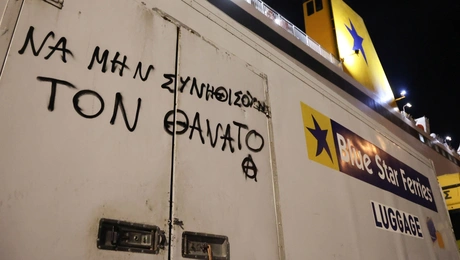 ΝΑ ΜΗΝ ΣΥΝΗΘΙΣΟΥΜΕ
ΤΟΝ ΘΑΝΑΤΟ
Blue Star Ferries
LUGGAGE